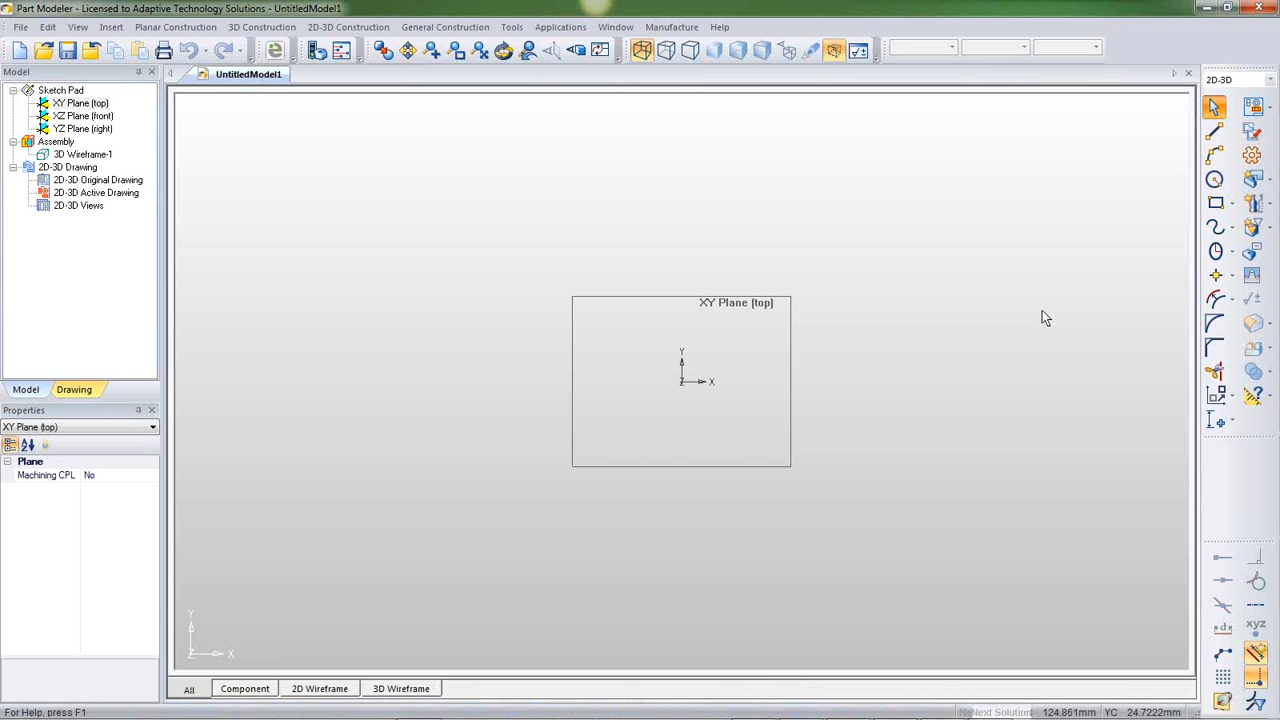 Part Modeler - Licensed to Adaptive Technology Solutions - UntitledModel1
File Edit View Insert Planar Construction 3D Construction 2D-3D Construction General Construction Tools Applications Window Manufacture Help
Model
UntitledModel1
2D-3D
Sketch Pad
XY Plane (top)
XZ Plane (front)
YZ Plane (right)
Assembly
3D Wireframe-1
2D-3D Drawing
2D-3D Original Drawing
2D-3D Active Drawing
2D-3D Views
XY Plane (top)
Y
Z X
Model Drawing
Properties
XY Plane (top)
Plane
Machining CPL No
Y
Z X
xyz
All Component 2D Wireframe 3D Wireframe
For Help, press F1
Next Solution 124.861mm YC 24.7222mm